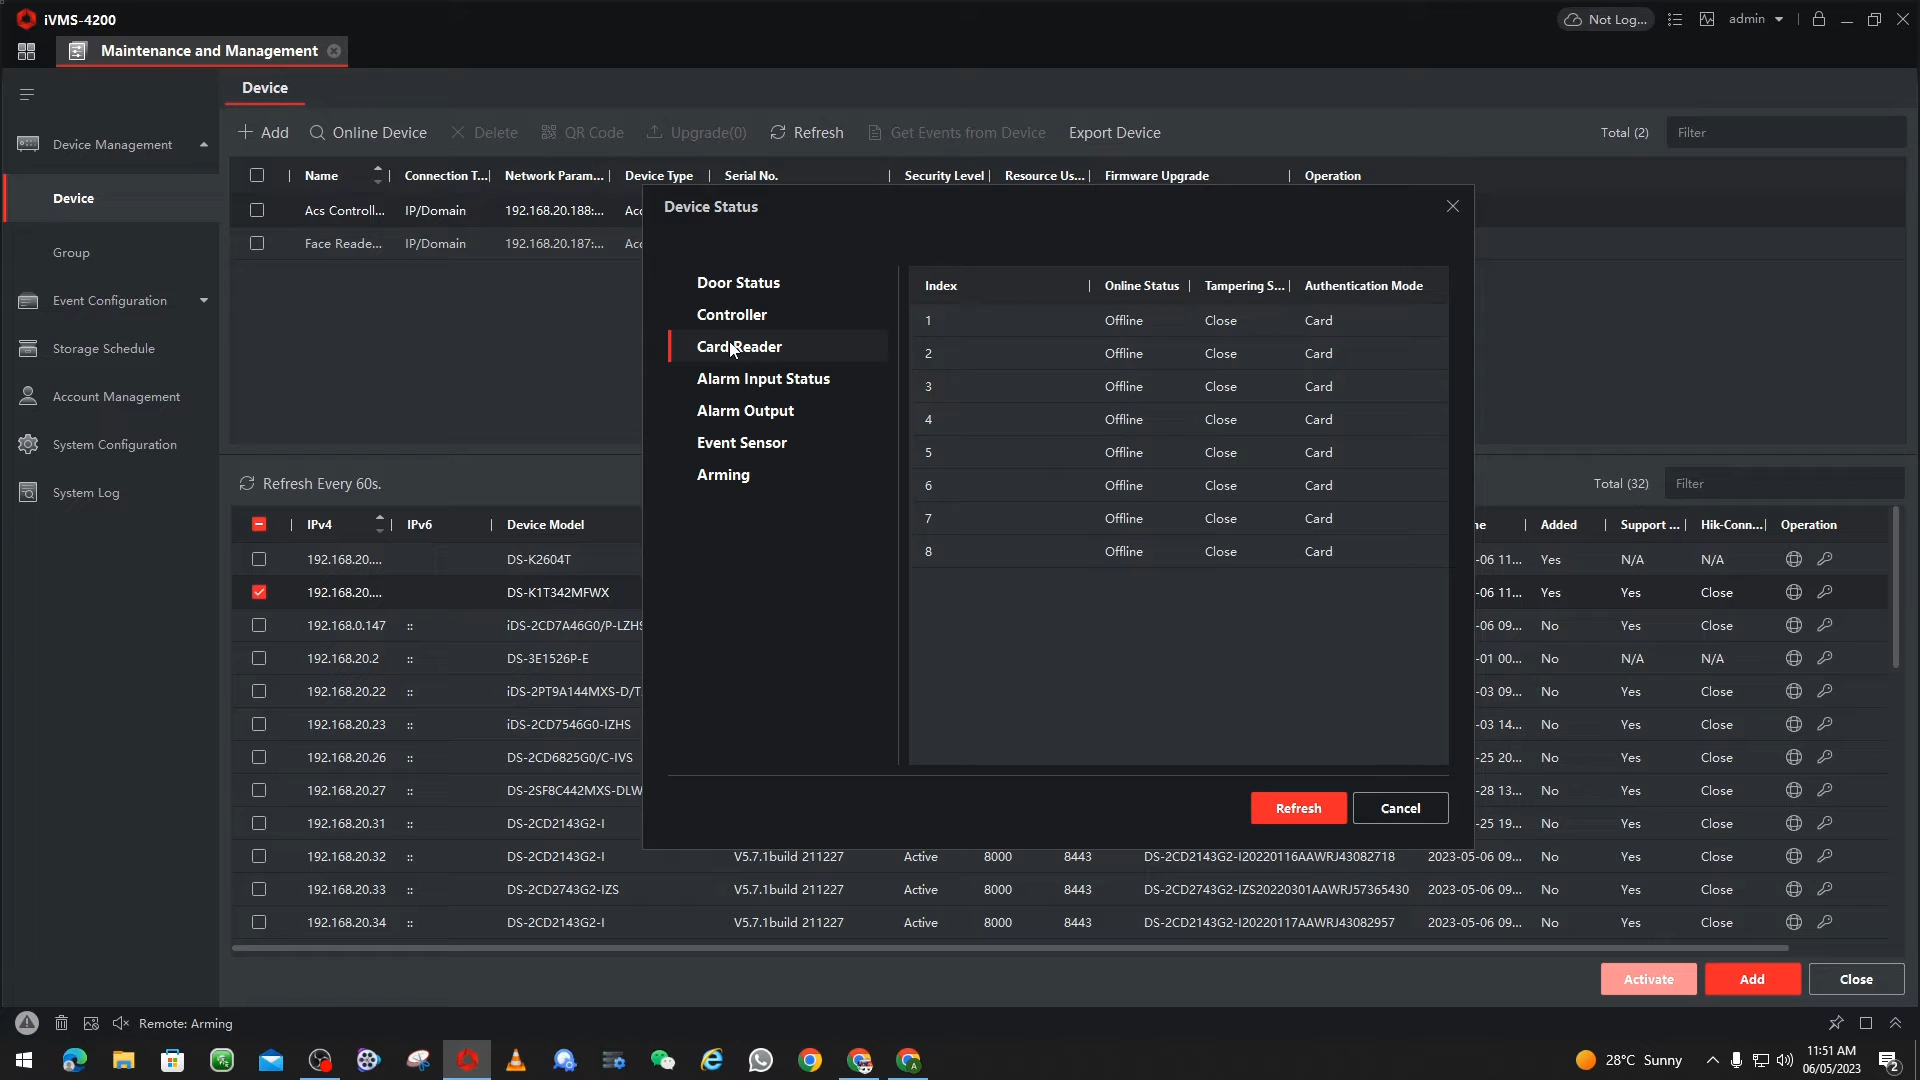 iVMS-4200
Not Log...
admin
Maintenance and Management
Device
Add
Online Device
Delete
QR Code
Upgrade(0)
Refresh
Get Events from Device
Export Device
Total (2)
Filter
Device Management
Device
Group
Event Configuration
Storage Schedule
Account Management
System Configuration
System Log
Name | Connection T...| Network Param... | Device Type | Serial No. | Security Level | Resource Us... | Firmware Upgrade | Operation
Acs Controll... IP/Domain 192.168.20.188:... Acc
Face Reade... IP/Domain 192.168.20.187:... Acc
Device Status
Door Status
Controller
Card Reader
Alarm Input Status
Alarm Output
Event Sensor
Arming
Index | Online Status | Tampering S... | Authentication Mode
1 Offline Close Card
2 Offline Close Card
3 Offline Close Card
4 Offline Close Card
5 Offline Close Card
6 Offline Close Card
7 Offline Close Card
8 Offline Close Card
Refresh
Cancel
Refresh Every 60s.
Total (32)
Filter
IPv4 | IPv6 | Device Model | Added | Support ... | Hik-Conn...| Operation
192.168.20.... DS-K2604T -06 11... Yes N/A N/A
192.168.20.... DS-K1T342MFWX -06 11... Yes Yes Close
192.168.0.147 :: iDS-2CD7A46G0/P-LZHS -06 09... No Yes Close
192.168.20.2 :: DS-3E1526P-E -01 00... No N/A N/A
192.168.20.22 :: iDS-2PT9A144MXS-D/T -03 09... No Yes Close
192.168.20.23 :: iDS-2CD7546G0-IZHS -03 14... No Yes Close
192.168.20.26 :: DS-2CD6825G0/C-IVS -25 20... No Yes Close
192.168.20.27 :: DS-2SF8C442MXS-DLW -28 13... No Yes Close
192.168.20.31 :: DS-2CD2143G2-I -25 19... No Yes Close
192.168.20.32 :: DS-2CD2143G2-I V5.7.1build 211227 Active 8000 8443 DS-2CD2143G2-I20220116AAWRJ43082718 2023-05-06 09... No Yes Close
192.168.20.33 :: DS-2CD2743G2-IZS V5.7.1build 211227 Active 8000 8443 DS-2CD2743G2-IZS20220301AAWRJ57365430 2023-05-06 09... No Yes Close
192.168.20.34 :: DS-2CD2143G2-I V5.7.1build 211227 Active 8000 8443 DS-2CD2143G2-I20220117AAWRJ43082957 2023-05-06 09... No Yes Close
Activate
Add
Close
Remote: Arming
28°C Sunny
11:51 AM
06/05/2023
2